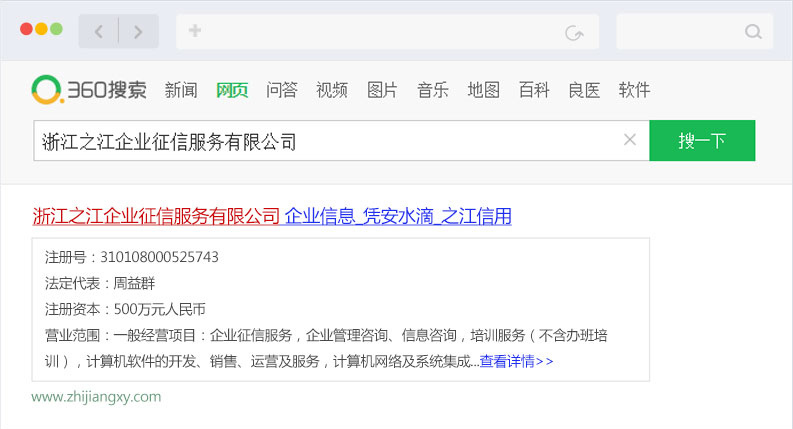 360搜索 新闻 网页 问答 视频 图片 音乐 地图 百科 良医 软件
浙江之江企业征信服务有限公司 × 搜一下
浙江之江企业征信服务有限公司 企业信息_凭安水滴_之江信用
注册号：310108000525743
法定代表：周益群
注册资本：500万元人民币
营业范围：一般经营项目：企业征信服务，企业管理咨询、信息咨询，培训服务（不含办班培
训），计算机软件的开发、销售、运营及服务，计算机网络及系统集成...查看详情>>
www.zhijiangxy.com